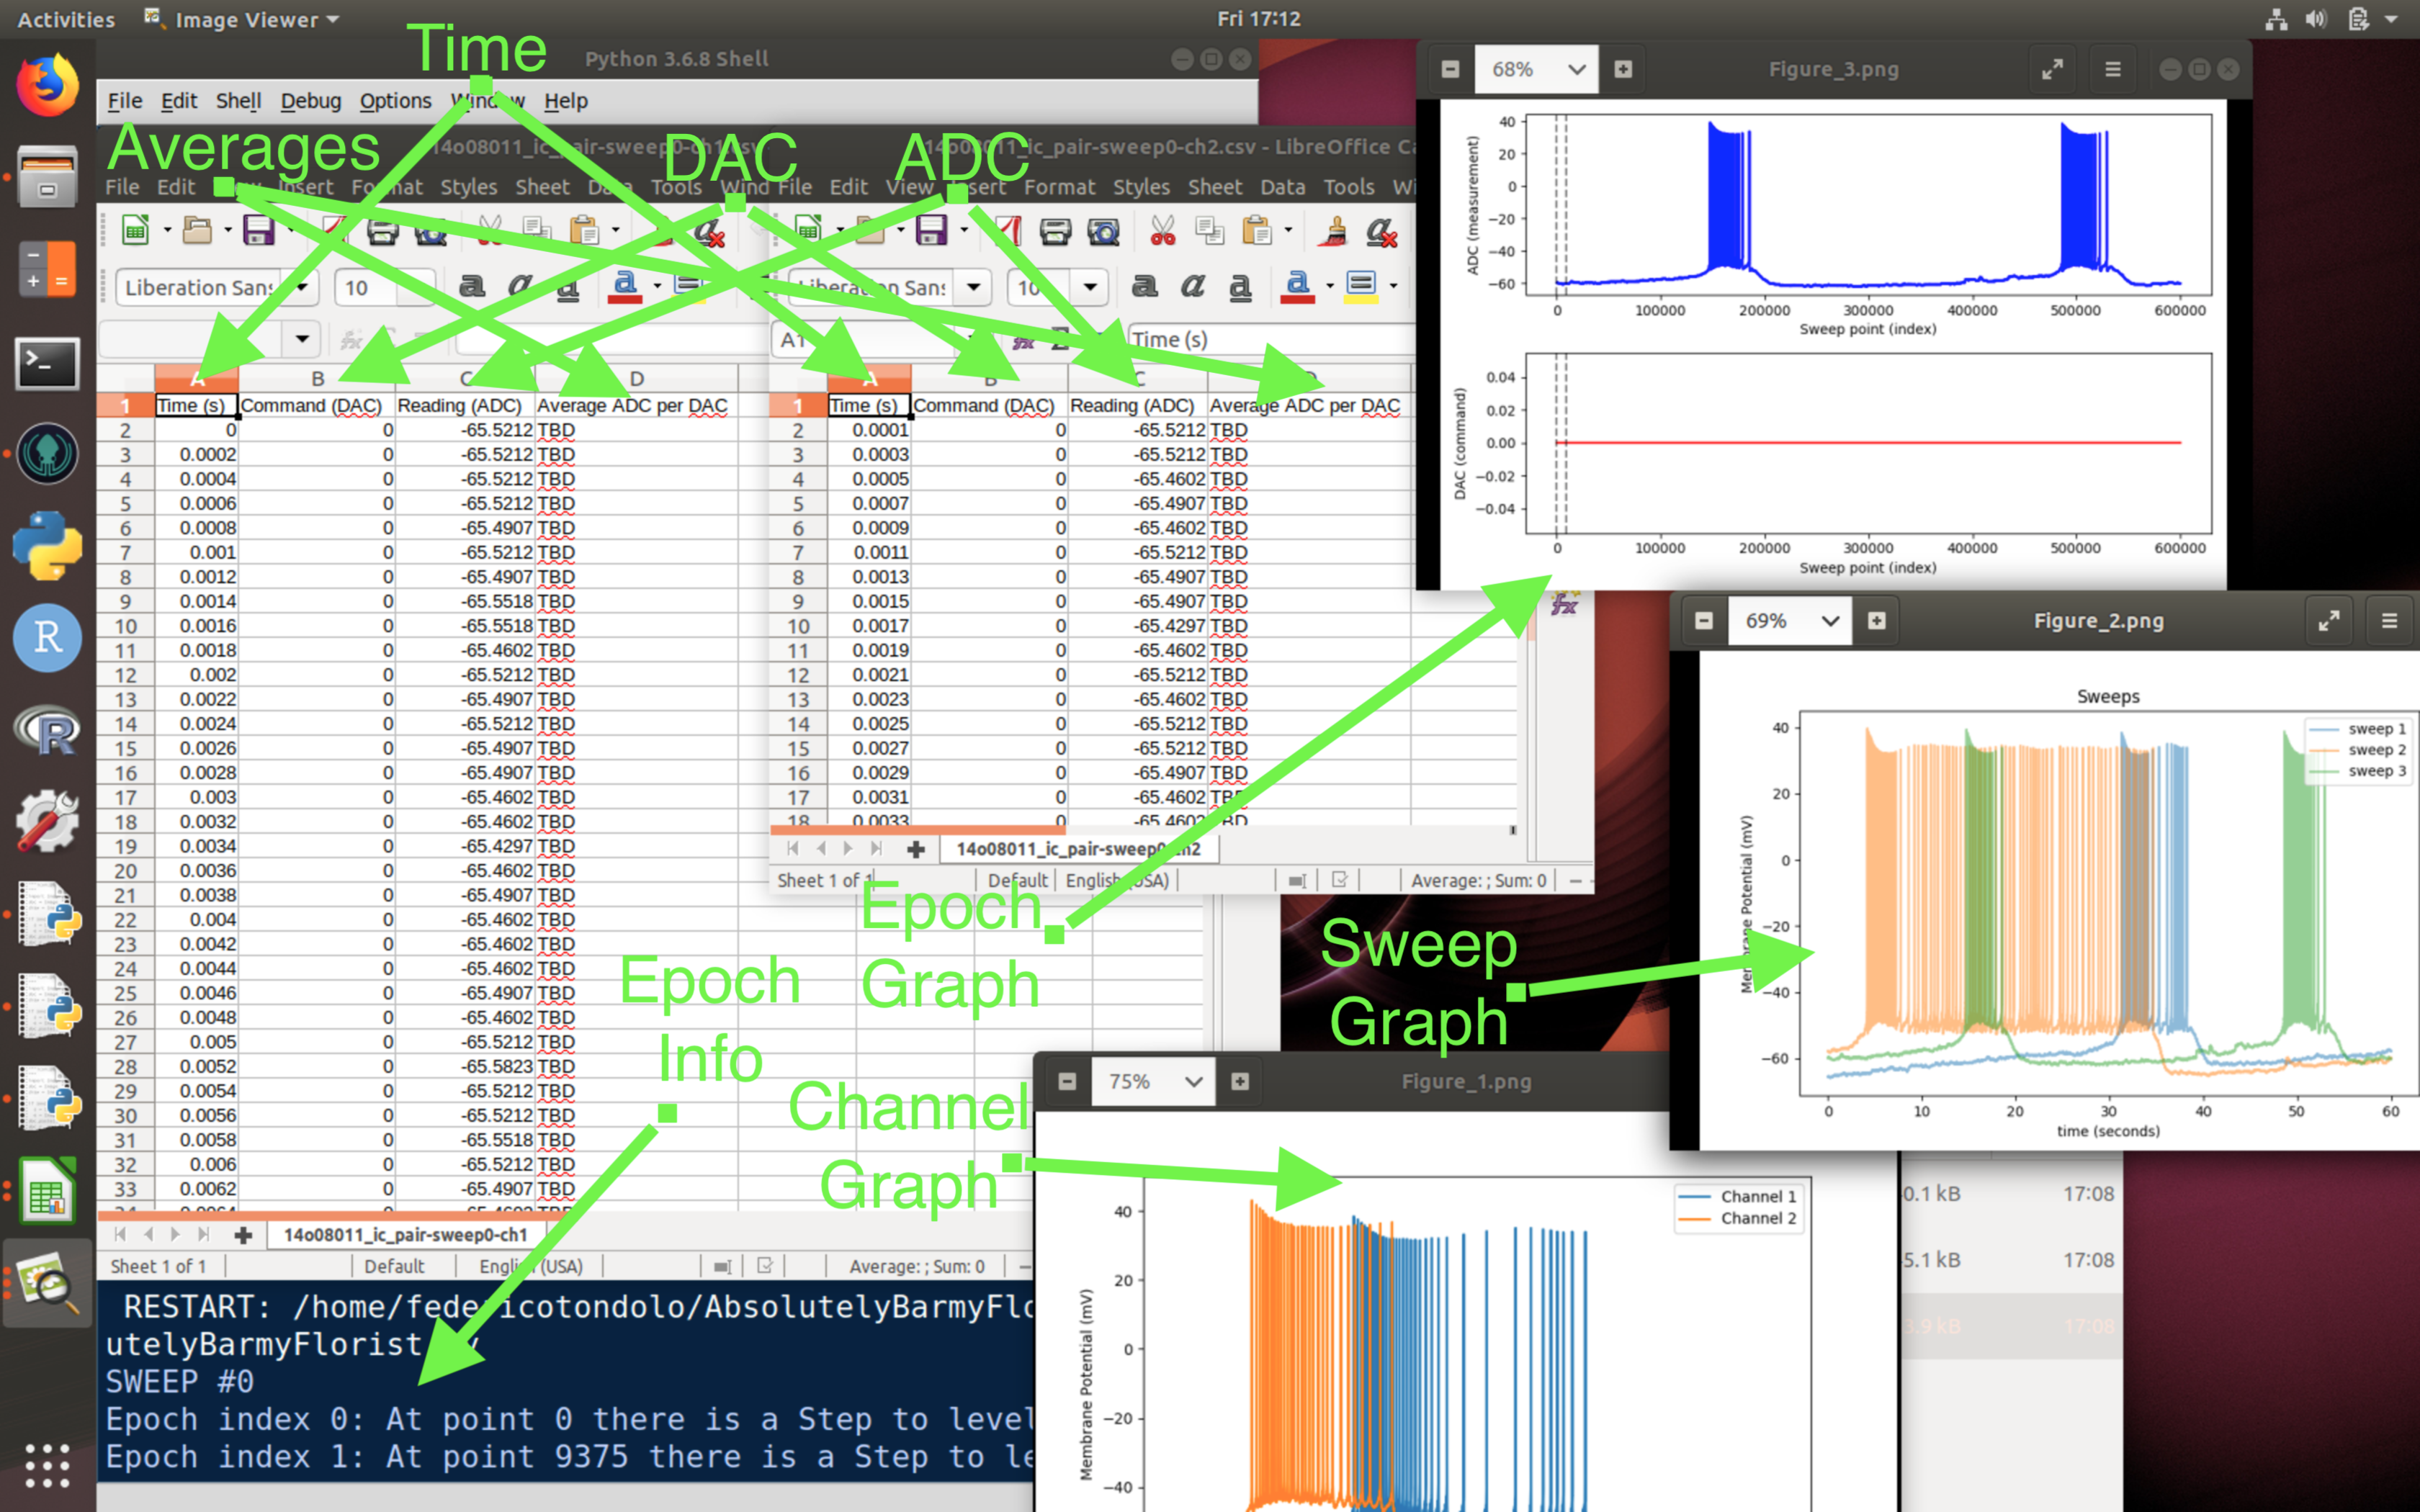 Activities
Image Viewer
Fri 17:12
Time
Python 3.6.8 Shell
File Edit Shell Debug Options Window Help
Averages
DAC
ADC
14o08011_ic_pair-sweep0-ch2.csv - LibreOffice
File Edit Insert Format Styles Sheet Data Tools
File Edit View Insert Format Styles Sheet Data Tools
Liberation Sans 10
Liberation Sans 10
Time (s)
A B C D
Time (s) Command (DAC) Reading (ADC) Average ADC per DAC
1
2 0 0 -65.5212 TBD
3 0.0002 0 -65.5212 TBD
4 0.0004 0 -65.5212 TBD
5 0.0006 0 -65.5212 TBD
6 0.0008 0 -65.4907 TBD
7 0.001 0 -65.5212 TBD
8 0.0012 0 -65.4907 TBD
9 0.0014 0 -65.5518 TBD
10 0.0016 0 -65.5518 TBD
11 0.0018 0 -65.4602 TBD
12 0.002 0 -65.5212 TBD
13 0.0022 0 -65.4907 TBD
14 0.0024 0 -65.5212 TBD
15 0.0026 0 -65.4907 TBD
16 0.0028 0 -65.4907 TBD
17 0.003 0 -65.4602 TBD
18 0.0032 0 -65.4602 TBD
19 0.0034 0 -65.4297 TBD
20 0.0036 0 -65.4602 TBD
21 0.0038 0 -65.4907 TBD
22 0.004 0 -65.4602 TBD
23 0.0042 0 -65.4602 TBD
24 0.0044 0 -65.4602 TBD
25 0.0046 0 -65.4907 TBD
26 0.0048 0 -65.4602 TBD
27 0.005 0 -65.5212 TBD
28 0.0052 0 -65.5823 TBD
29 0.0054 0 -65.5212 TBD
30 0.0056 0 -65.5212 TBD
31 0.0058 0 -65.5518 TBD
32 0.006 0 -65.5212 TBD
33 0.0062 0 -65.4907 TBD
14o08011_ic_pair-sweep0-ch1
Sheet 1 of 1 Default English (USA) Average: ; Sum: 0
A B C
1 Time (s) Command (DAC) Reading (ADC) Average ADC per DAC
2 0.0001 0 -65.5212 TBD
3 0.0003 0 -65.5212 TBD
4 0.0005 0 -65.4602 TBD
5 0.0007 0 -65.4907 TBD
6 0.0009 0 -65.4602 TBD
7 0.0011 0 -65.5212 TBD
8 0.0013 0 -65.4907 TBD
9 0.0015 0 -65.4907 TBD
10 0.0017 0 -65.4297 TBD
11 0.0019 0 -65.4602 TBD
12 0.0021 0 -65.5212 TBD
13 0.0023 0 -65.4602 TBD
14 0.0025 0 -65.5212 TBD
15 0.0027 0 -65.5212 TBD
16 0.0029 0 -65.4907 TBD
17 0.0031 0 -65.4602
18 0.0033
14o08011_ic_pair-sweep0-ch2
Sheet 1 of 1 Default English (USA) Average: ; Sum: 0
Epoch
Graph
Epoch
Info
Channel
Graph
Sweep
Graph
RESTART: /home/federicotondolo/AbsolutelyBarmyFlo
utelyBarmyFlorist
SWEEP #0
Epoch index 0: At point 0 there is a Step to level
Epoch index 1: At point 9375 there is a Step to le
68%
Figure_3.png
ADC (measurement)
40
20
0
−20
−40
−60
0 100000 200000 300000 400000 500000 600000
Sweep point (index)
DAC (command)
0.04
0.02
0.00
−0.02
−0.04
0 100000 200000 300000 400000 500000 600000
Sweep point (index)
69%
Figure_2.png
Sweeps
sweep 1
sweep 2
sweep 3
Membrane Potential (mV)
40
20
0
−20
−40
−60
0 10 20 30 40 50 60
time (seconds)
75%
Figure_1.png
Channel 1
Channel 2
Membrane Potential (mV)
40
20
0
−20
−40
0.1 kB 17:08
5.1 kB 17:08
3.9 kB 17:08